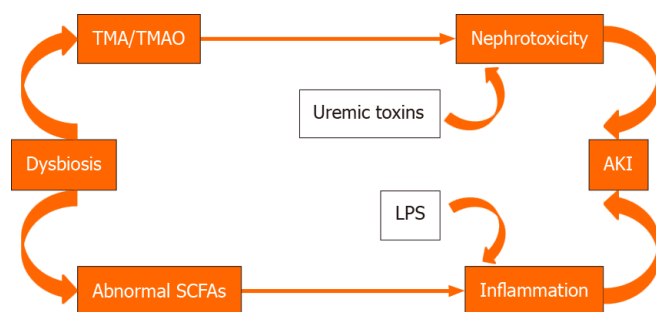 TMA/TMAO
Nephrotoxicity
Uremic toxins
Dysbiosis
AKI
LPS
Abnormal SCFAs
Inflammation